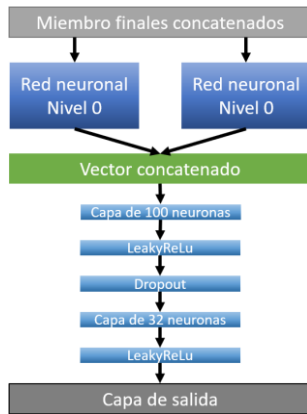 Miembro finales concatenados
Red neuronal
Nivel 0
Red neuronal
Nivel 0
Vector concatenado
Capa de 100 neuronas
LeakyReLu
Dropout
Capa de 32 neuronas
LeakyReLu
Capa de salida